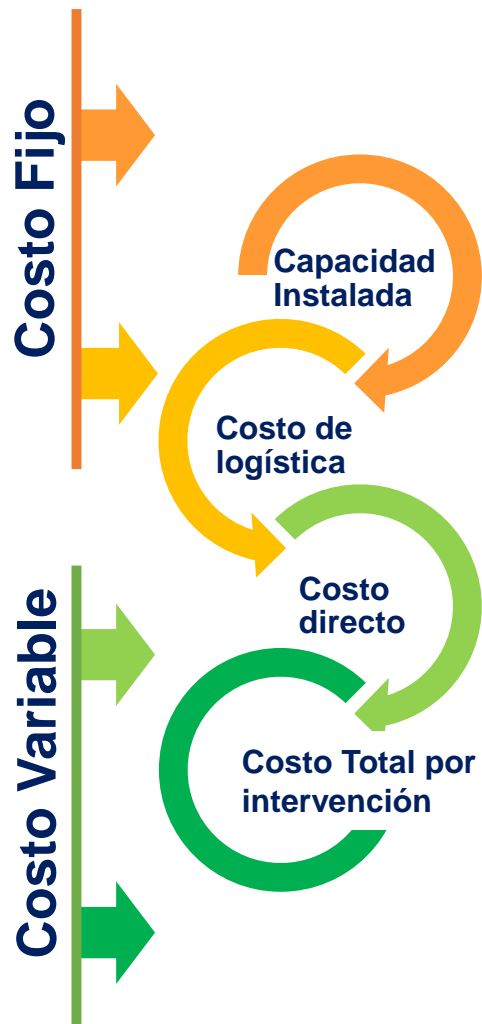 Costo Fijo
Capacidad
Instalada
Costo de
logística
Costo Variable
Costo
directo
Costo Total por
intervención